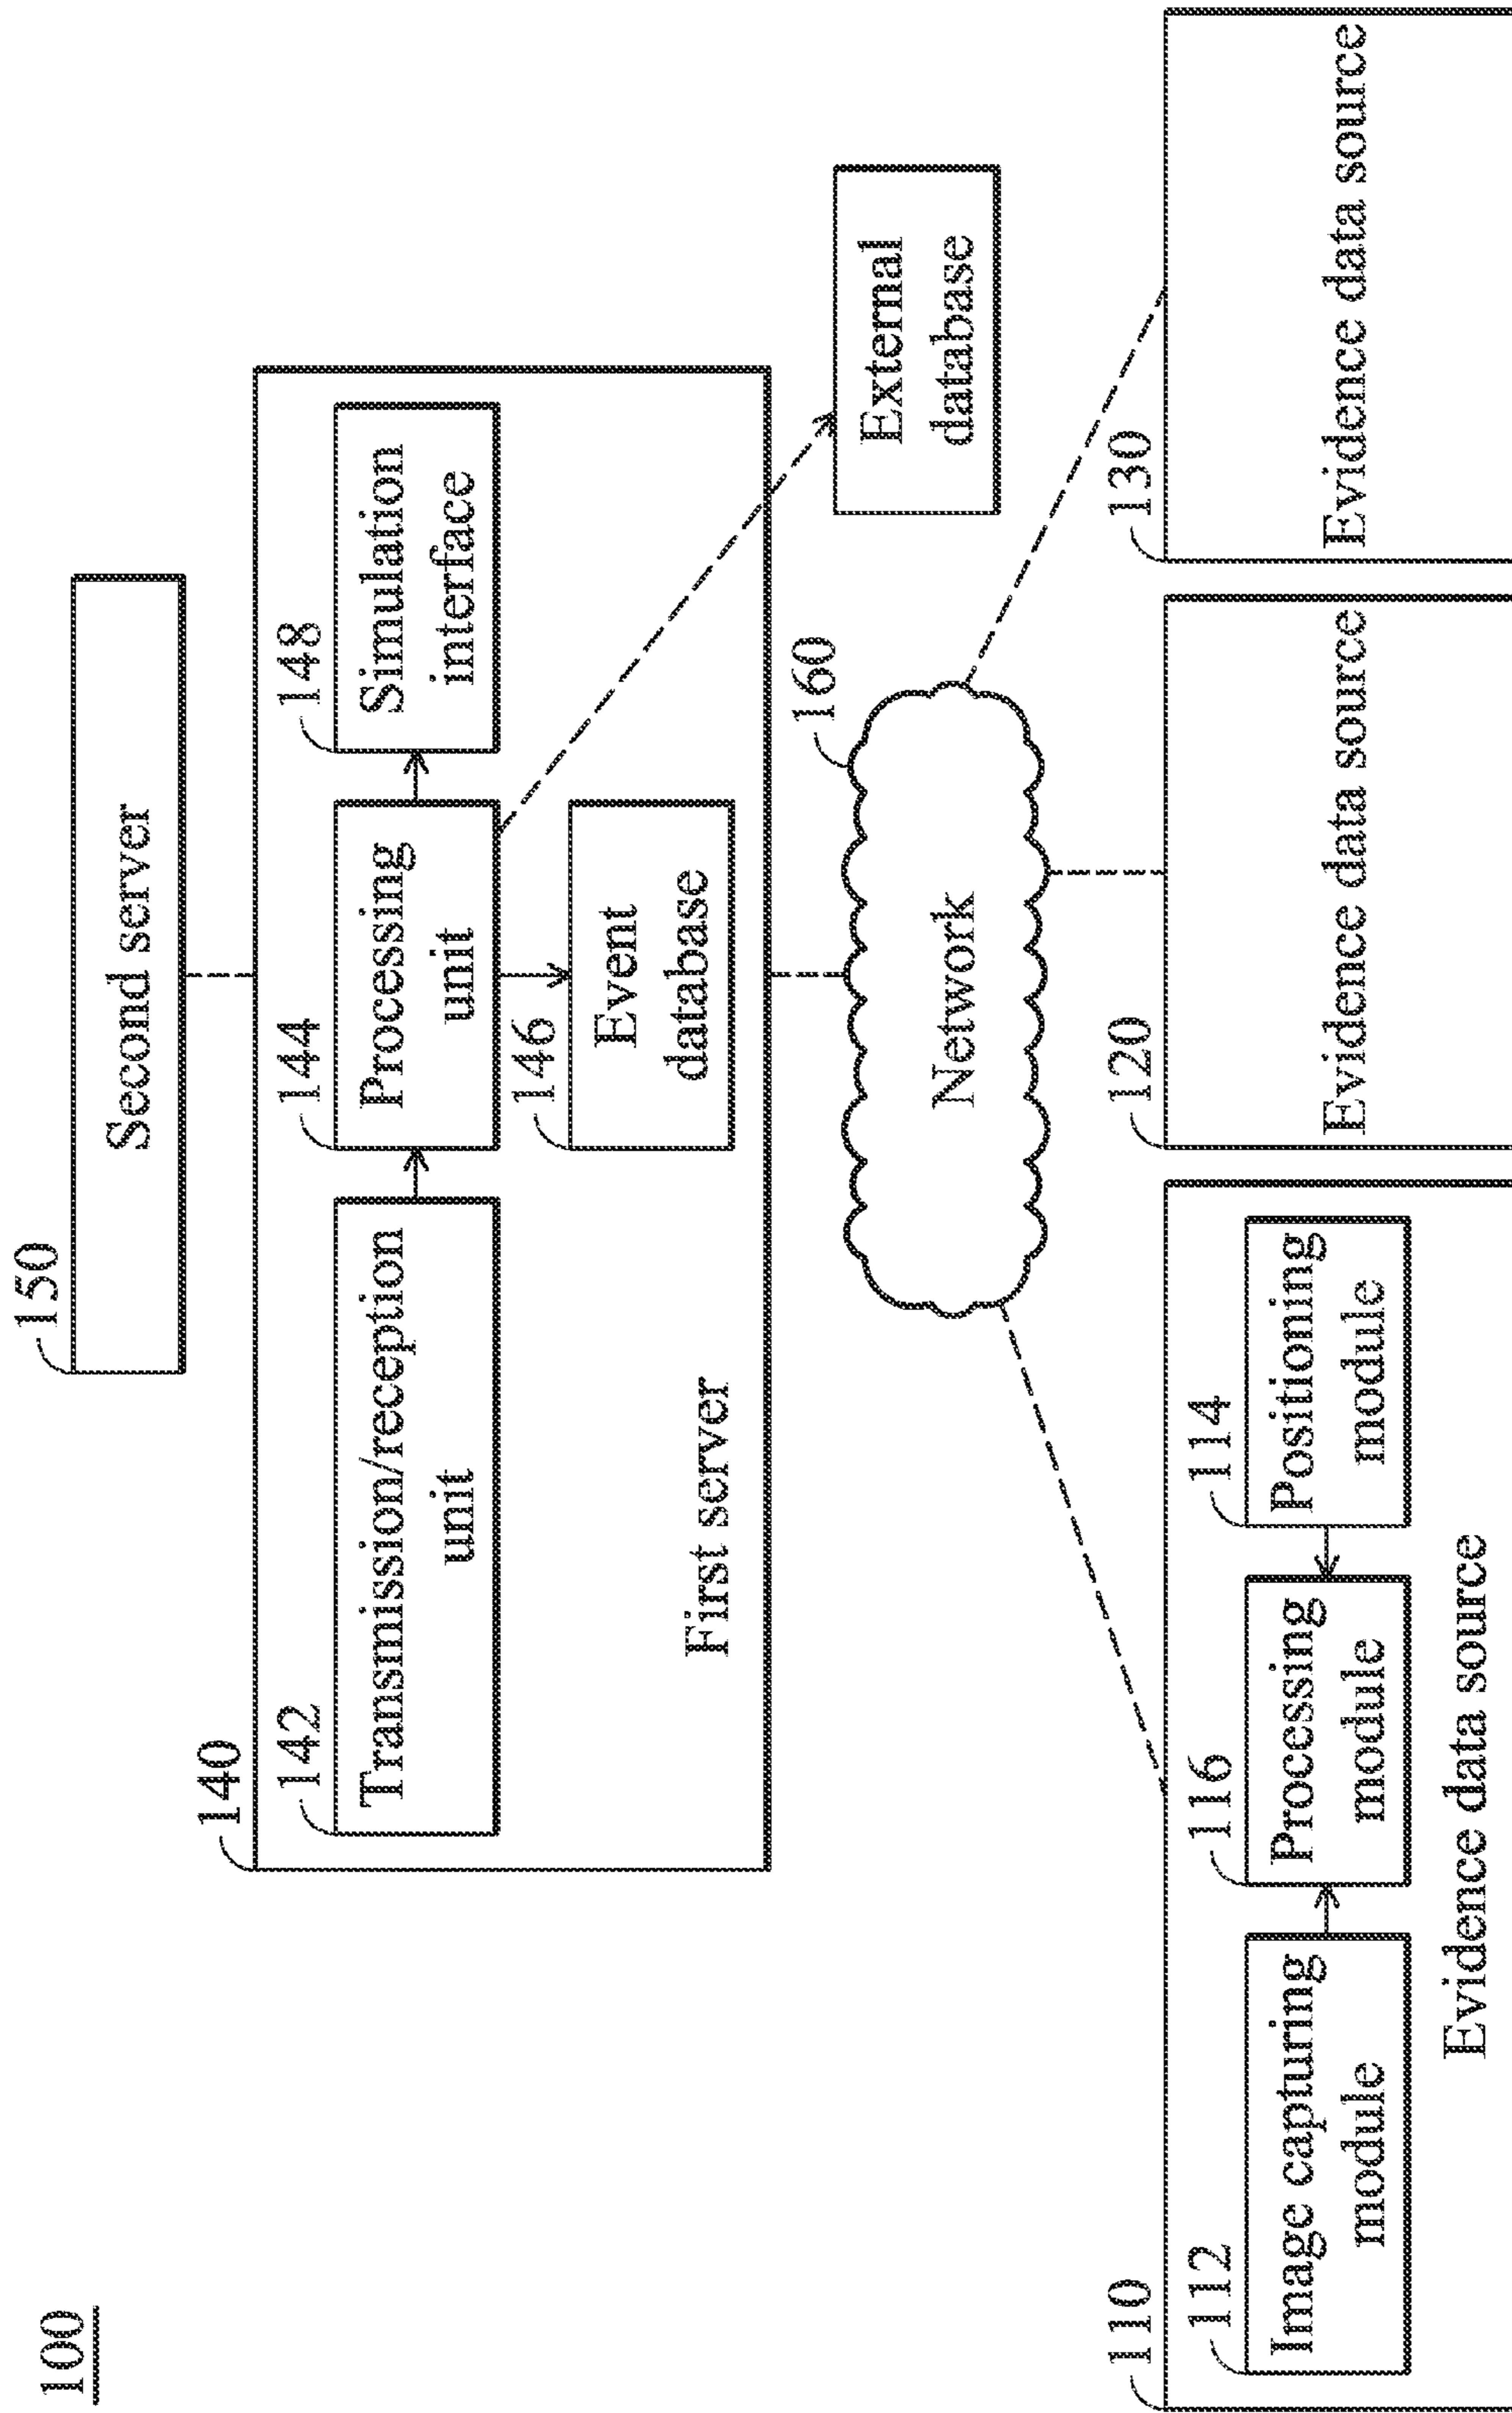 100
150
Second server
140
142
Transmission/reception
unit
144
Processing
unit
148
Simulation
interface
146
Event
database
First server
External
database
160
Network
110
112
Image capturing
module
116
Processing
module
114
Positioning
module
Evidence data source
120
Evidence data source
130
Evidence data source